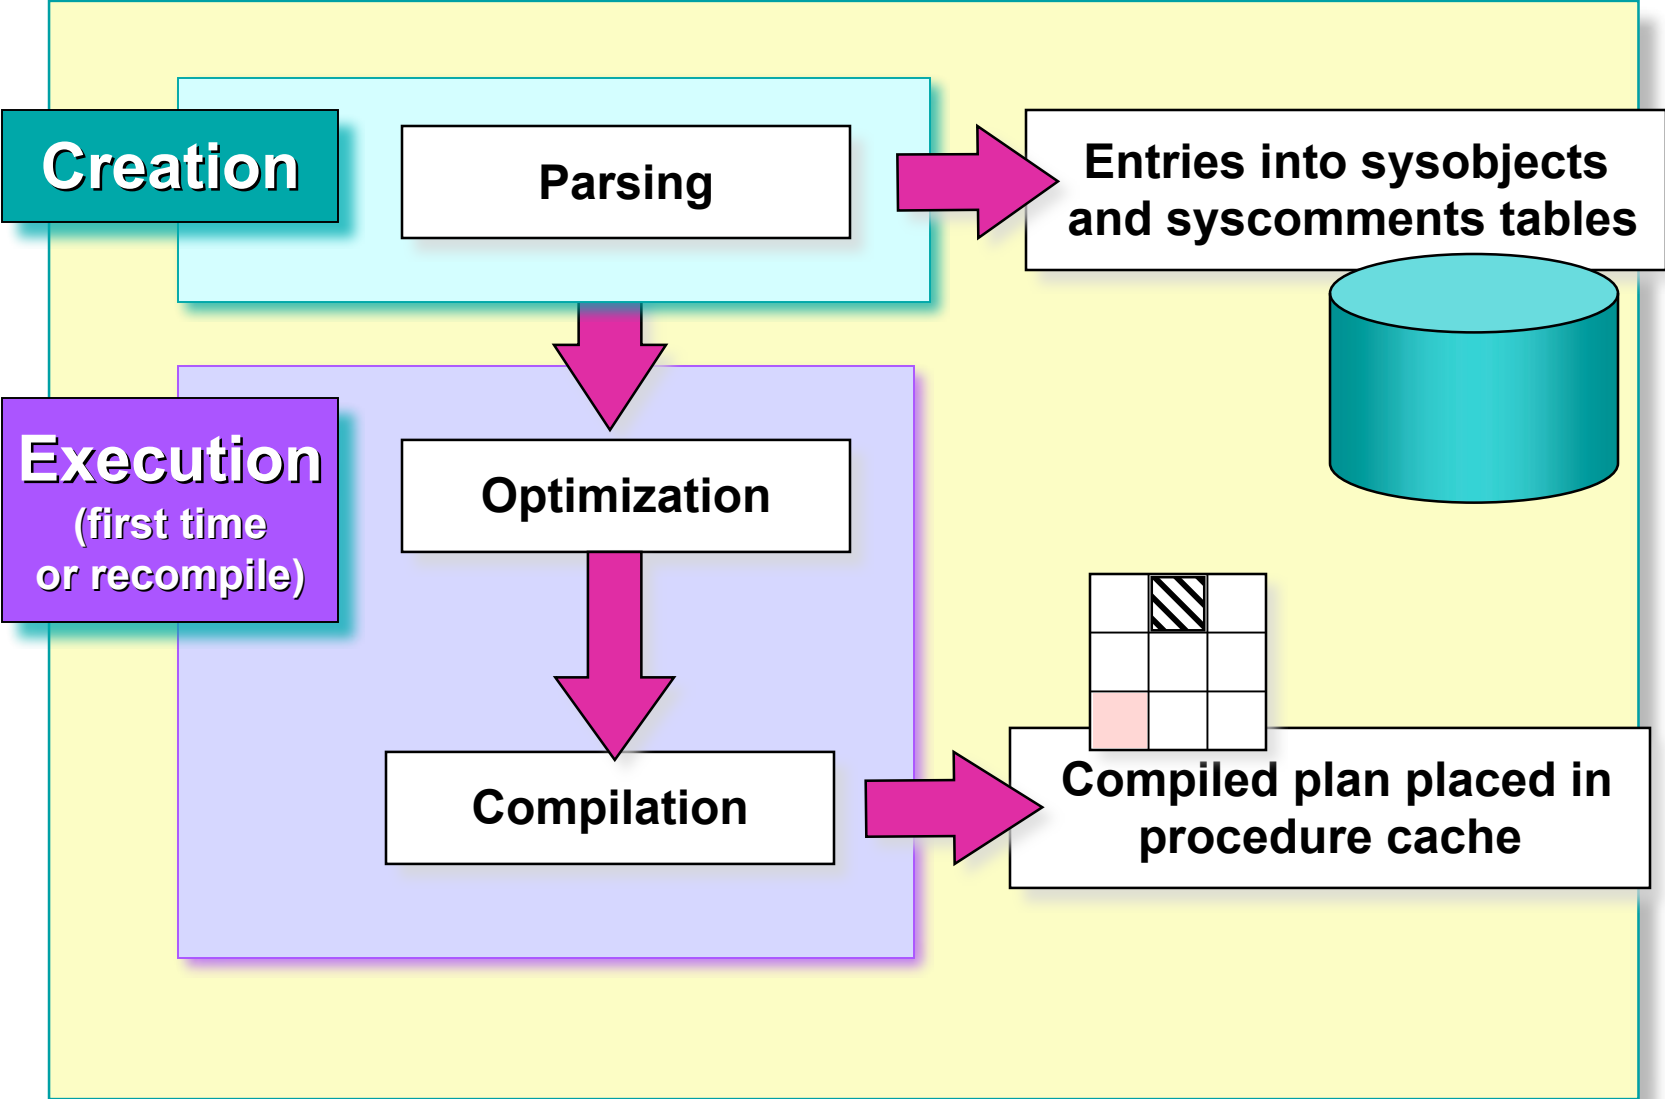 Creation
Parsing
Entries into sysobjects
and syscomments tables
Execution
(first time
or recompile)
Optimization
Compilation
Compiled plan placed in
procedure cache